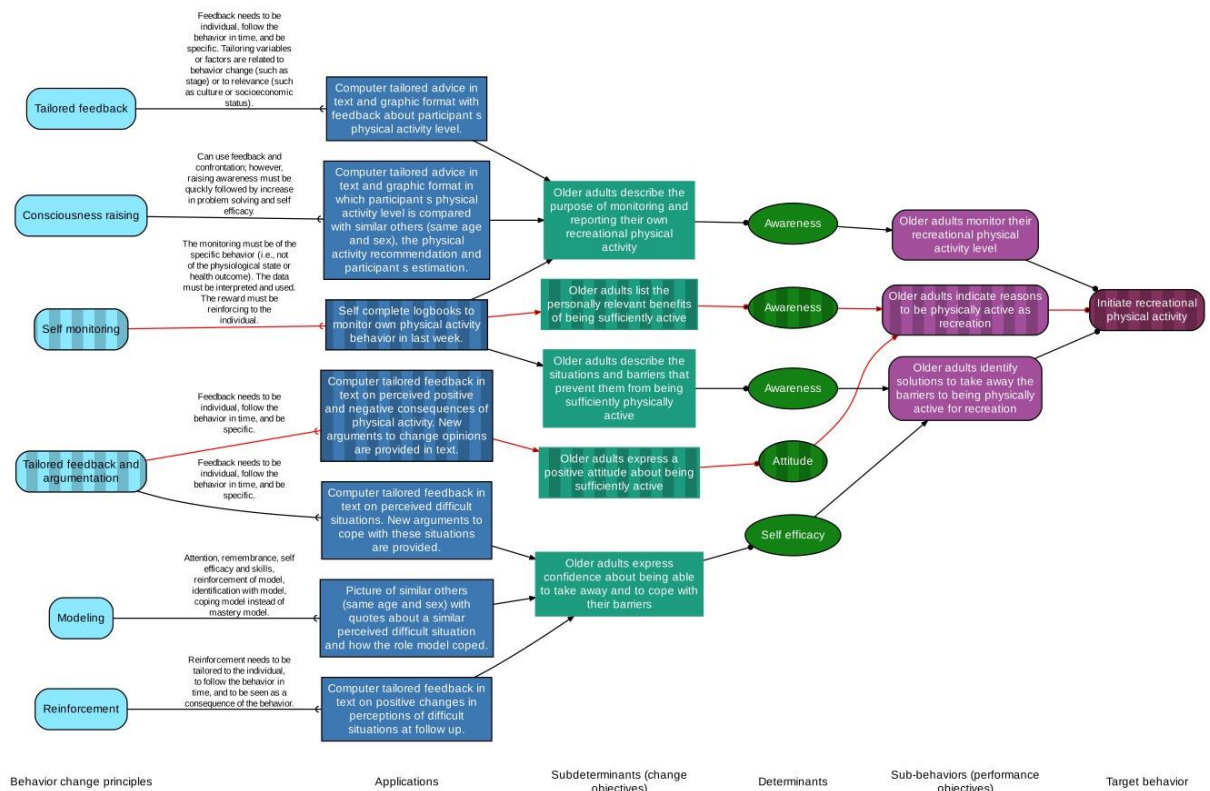 Feedback needs to be
individual, follow the
behavior in time, and be
specific. Tailoring variables
or factors are related to
behavior change (such as
stage) or to relevance (such
as culture or socioeconomic
status).
Tailored feedback
Computer tailored advice in
text and graphic format with
feedback about participant s
physical activity level.
Can use feedback and
confrontation; however,
raising awareness must be
quickly followed by increase
in problem solving and self
efficacy.
Consciousness raising
Computer tailored advice in
text and graphic format in
which participant s physical
activity level is compared
with similar others (same age
and sex), the physical
activity recommendation and
participant s estimation.
Older adults describe the
purpose of monitoring and
reporting their own
recreational physical
activity
Awareness
Older adults monitor their
recreational physical
activity level
The monitoring must be of the
specific behavior (i.e., not
of the physiological state or
health outcome). The data
must be interpreted and used.
The reward must be
reinforcing to the
individual.
Self monitoring
Self complete logbooks to
monitor own physical activity
behavior in last week.
Older adults list the
personally relevant benefits
of being sufficiently active
Awareness
Older adults indicate reasons
to be physically active as
recreation
Initiate recreational
physical activity
Older adults describe the
situations and barriers that
prevent them from being
sufficiently physically
active
Awareness
Older adults identify
solutions to take away the
barriers to being physically
active for recreation
Feedback needs to be
individual, follow the
behavior in time, and be
specific.
Computer tailored feedback in
text on perceived positive
and negative consequences of
physical activity. New
arguments to change opinions
are provided in text.
Tailored feedback and
argumentation
Older adults express a
positive attitude about being
sufficiently active
Attitude
Feedback needs to be
individual, follow the
behavior in time, and be
specific.
Computer tailored feedback in
text on perceived difficult
situations. New arguments to
cope with these situations
are provided.
Self efficacy
Older adults express
confidence about being able
to take away and to cope with
their barriers
Attention, remembrance, self
efficacy and skills,
reinforcement of model,
identification with model,
coping model instead of
mastery model.
Modeling
Picture of similar others
(same age and sex) with
quotes about a similar
perceived difficult situation
and how the role model coped.
Reinforcement needs to be
tailored to the individual,
to follow the behavior in
time, and to be seen as a
consequence of the behavior.
Reinforcement
Computer tailored feedback in
text on positive changes in
perceptions of difficult
situations at follow up.
Behavior change principles
Applications
Subdeterminants (change
objectives)
Determinants
Sub-behaviors (performance
objectives)
Target behavior